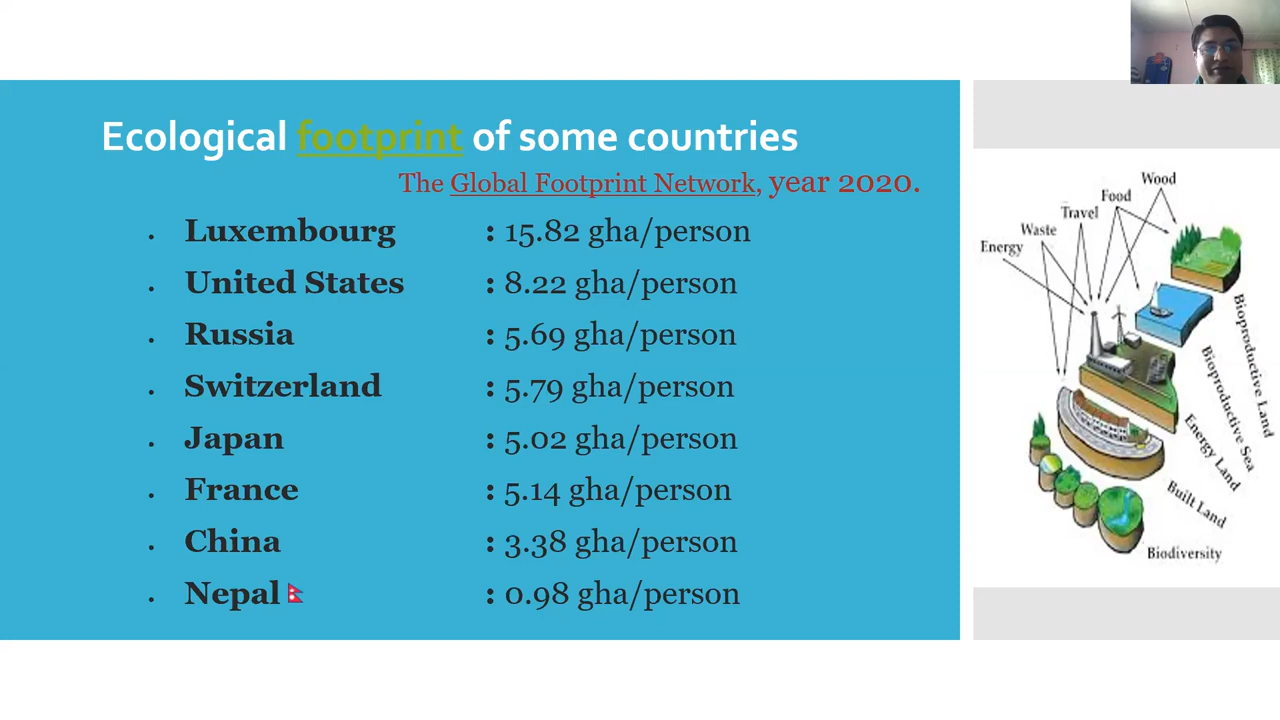 Ecological footprint of some countries
The Global Footprint Network, year 2020.
• Luxembourg : 15.82 gha/person
• United States : 8.22 gha/person
• Russia : 5.69 gha/person
• Switzerland : 5.79 gha/person
• Japan : 5.02 gha/person
• France : 5.14 gha/person
• China : 3.38 gha/person
• Nepal : 0.98 gha/person
Wood
Food
Travel
Waste
Energy
Bioproductive Land
Bioproductive Sea
Energy Land
Built Land
Biodiversity